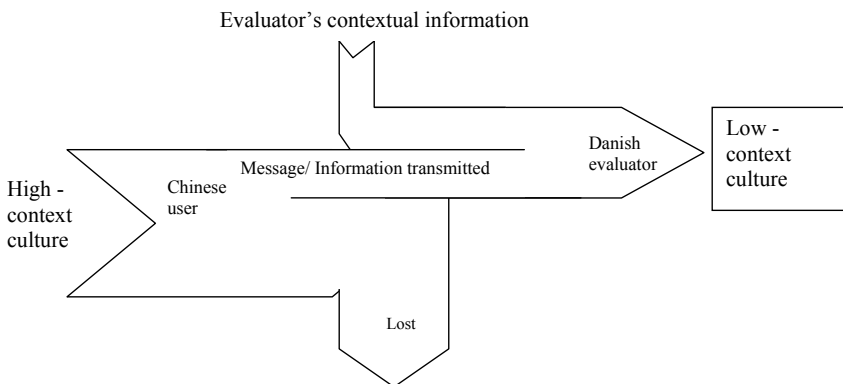 Evaluator’s contextual information
High -
context
culture
Chinese
user
Message/ Information transmitted
Danish
evaluator
Low -
context
culture
Lost